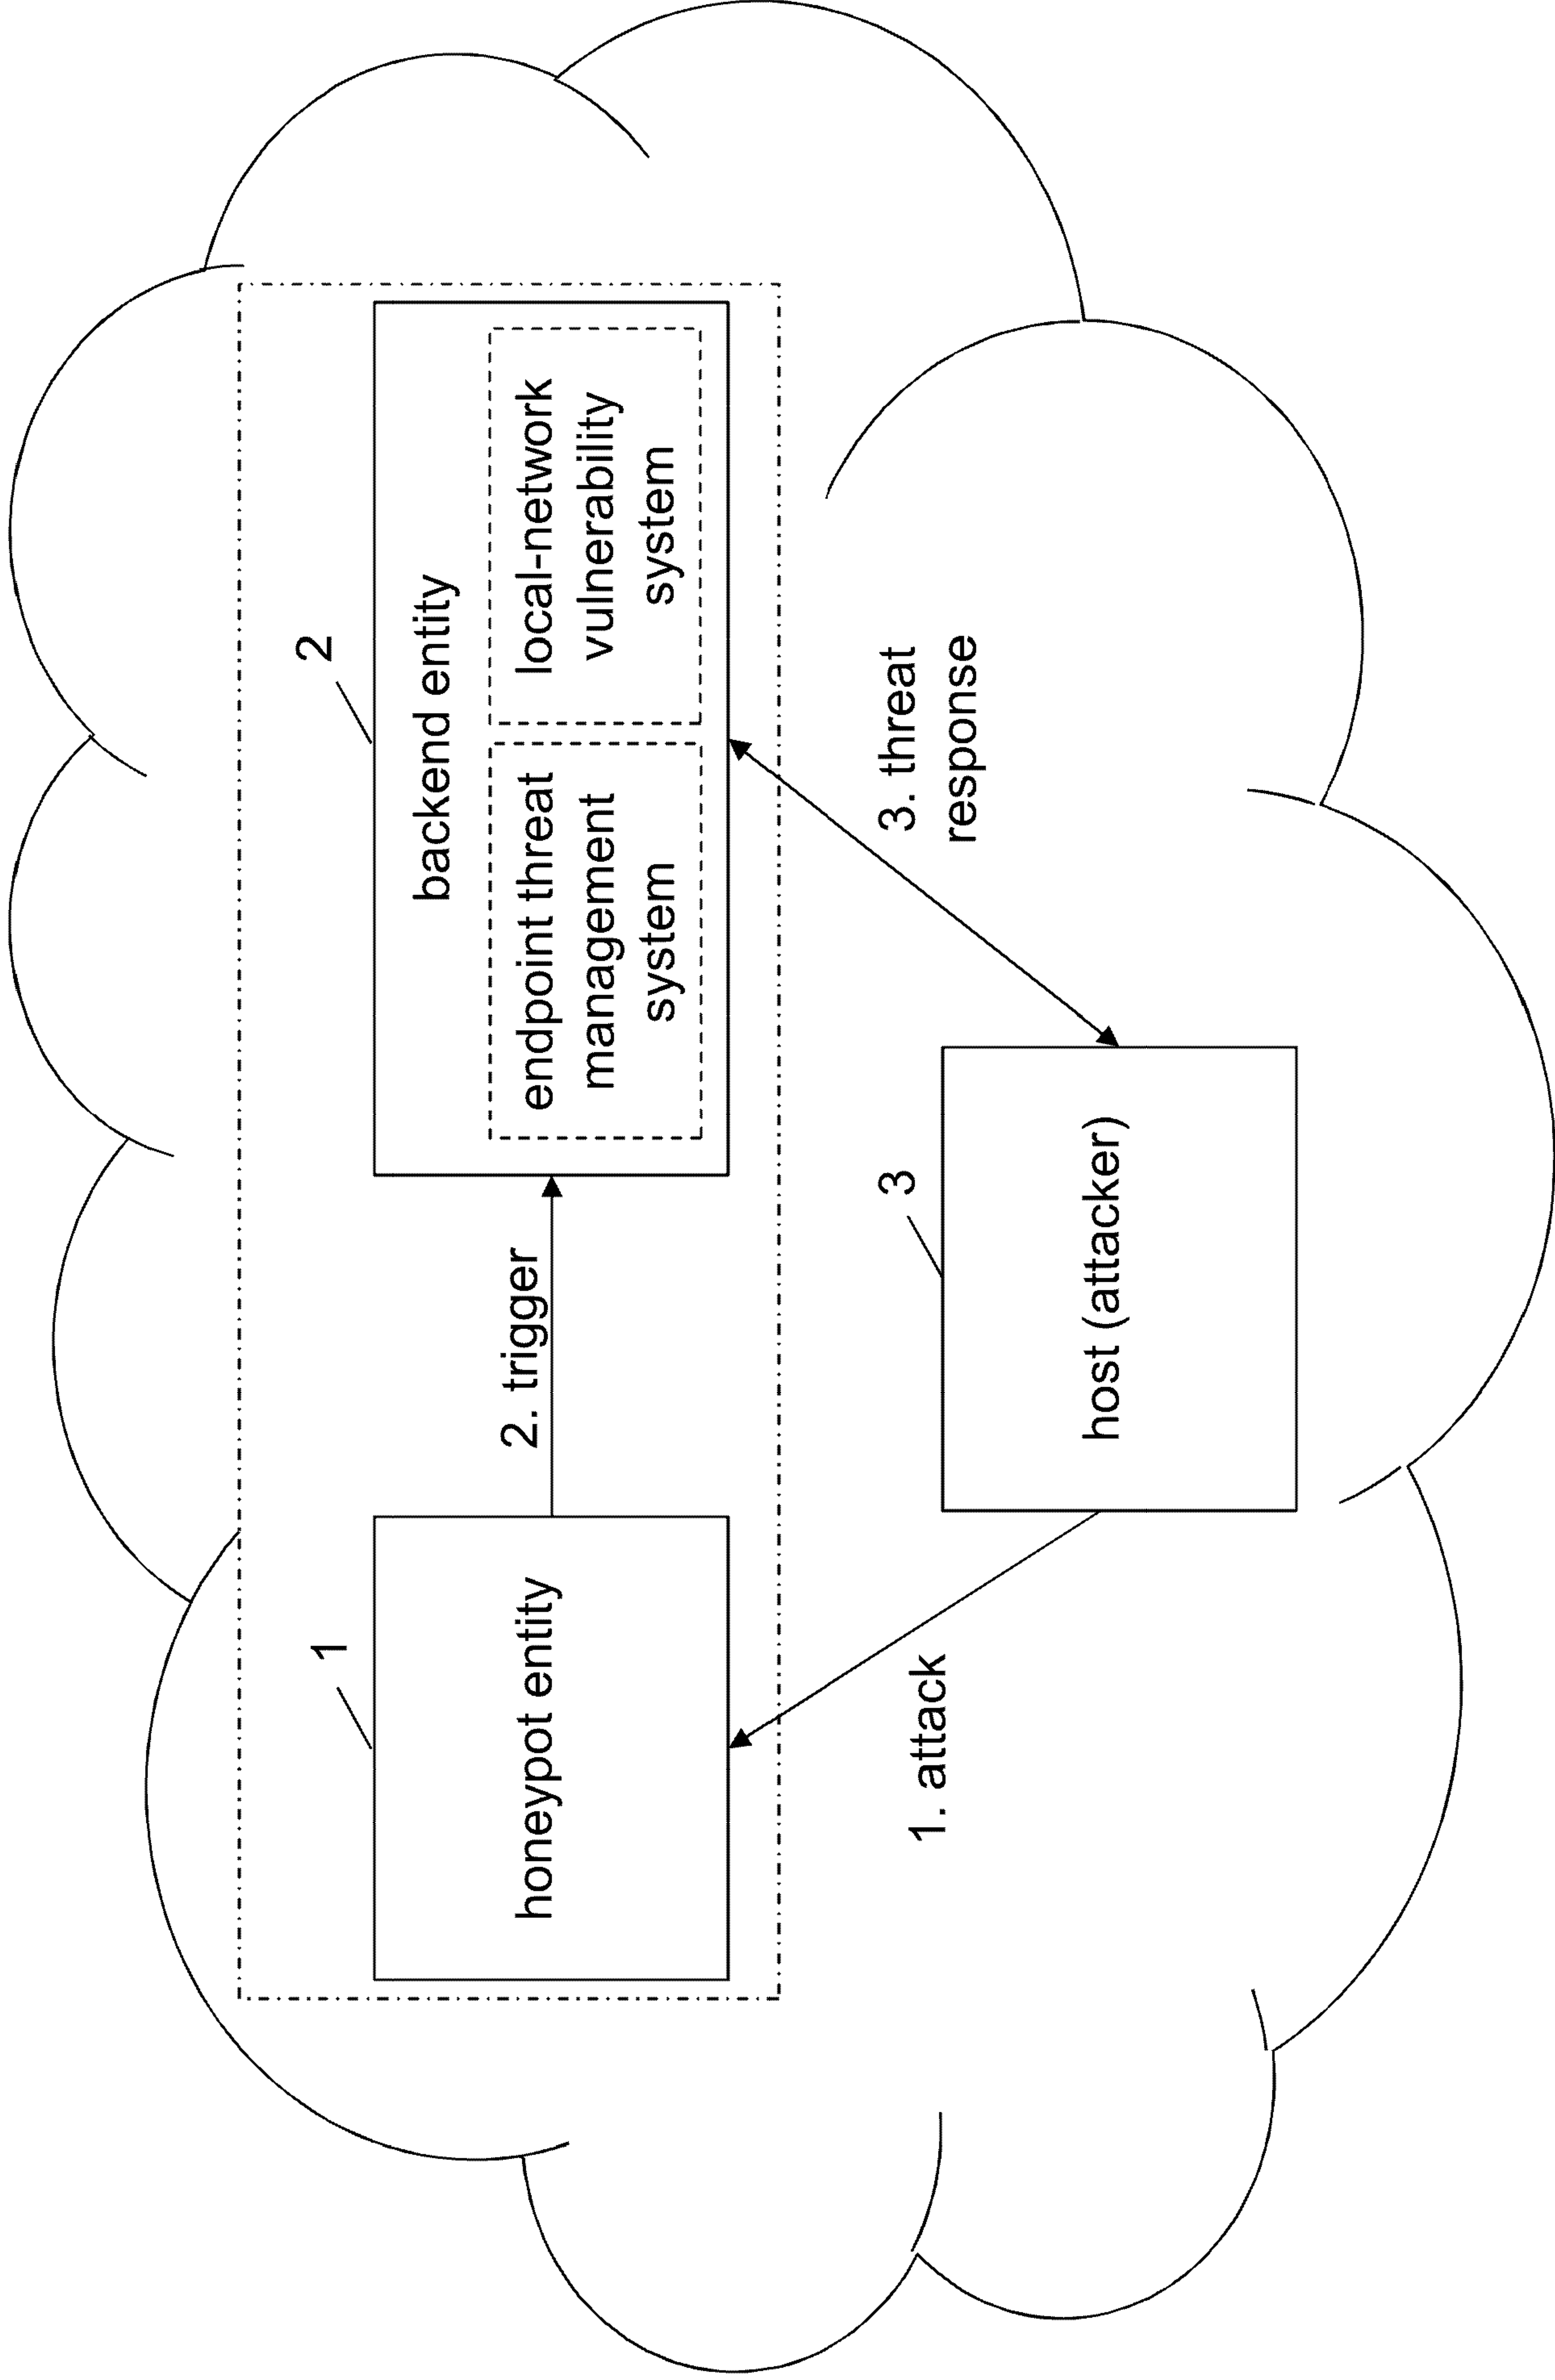 1
honeypot entity
2. trigger
2
backend entity
endpoint threat
management
system
local-network
vulnerability
system
1. attack
3
host (attacker)
3. threat
response